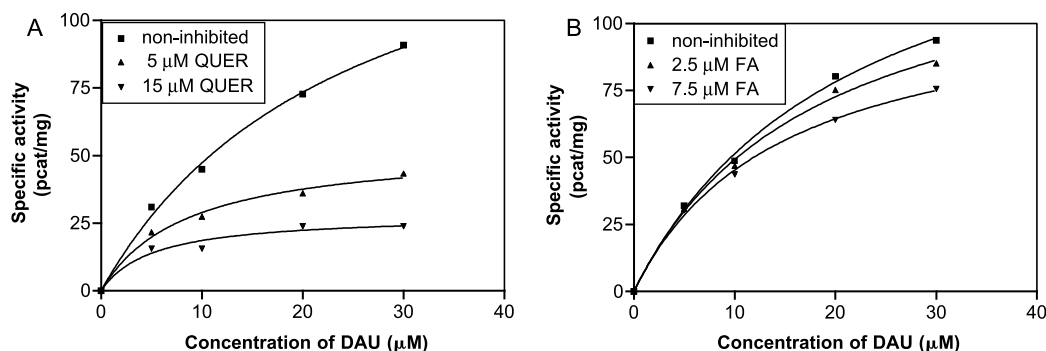 A
non-inhibited
5 μM QUER
15 μM QUER
Specific activity
(pcat/mg)
100
75
50
25
0
0 10 20 30 40
Concentration of DAU (μM)
B
non-inhibited
2.5 μM FA
7.5 μM FA
Specific activity
(pcat/mg)
100
75
50
25
0
0 10 20 30 40
Concentration of DAU (μM)